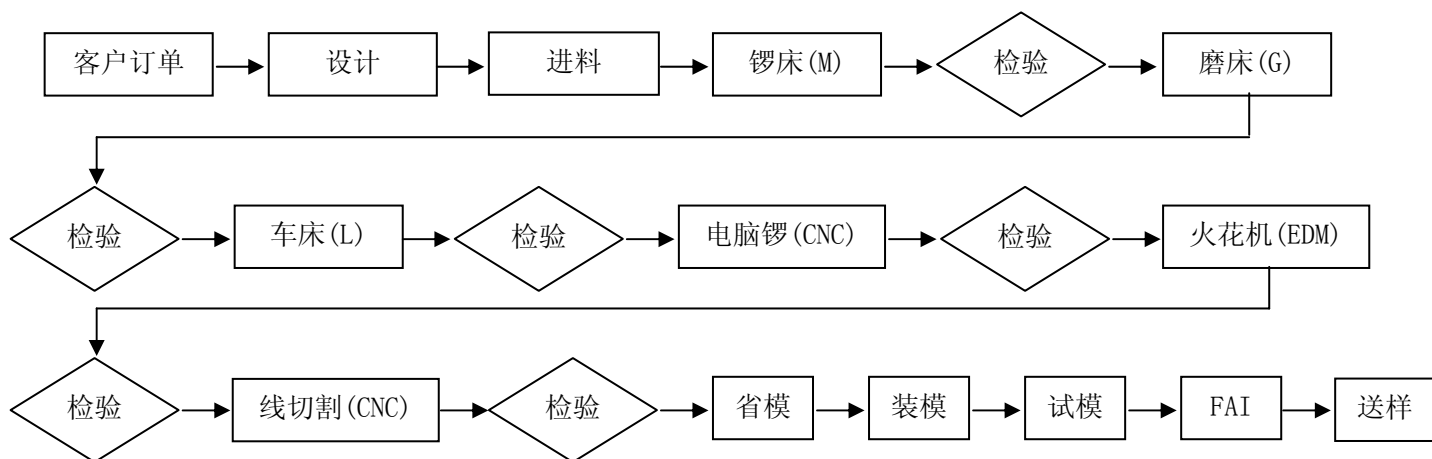 客户订单 设计 进料 锣床(M) 检验 磨床(G)
检验 车床(L) 检验 电脑锣(CNC) 检验 火花机(EDM)
检验 线切割(CNC) 检验 省模 装模 试模 FAI 送样